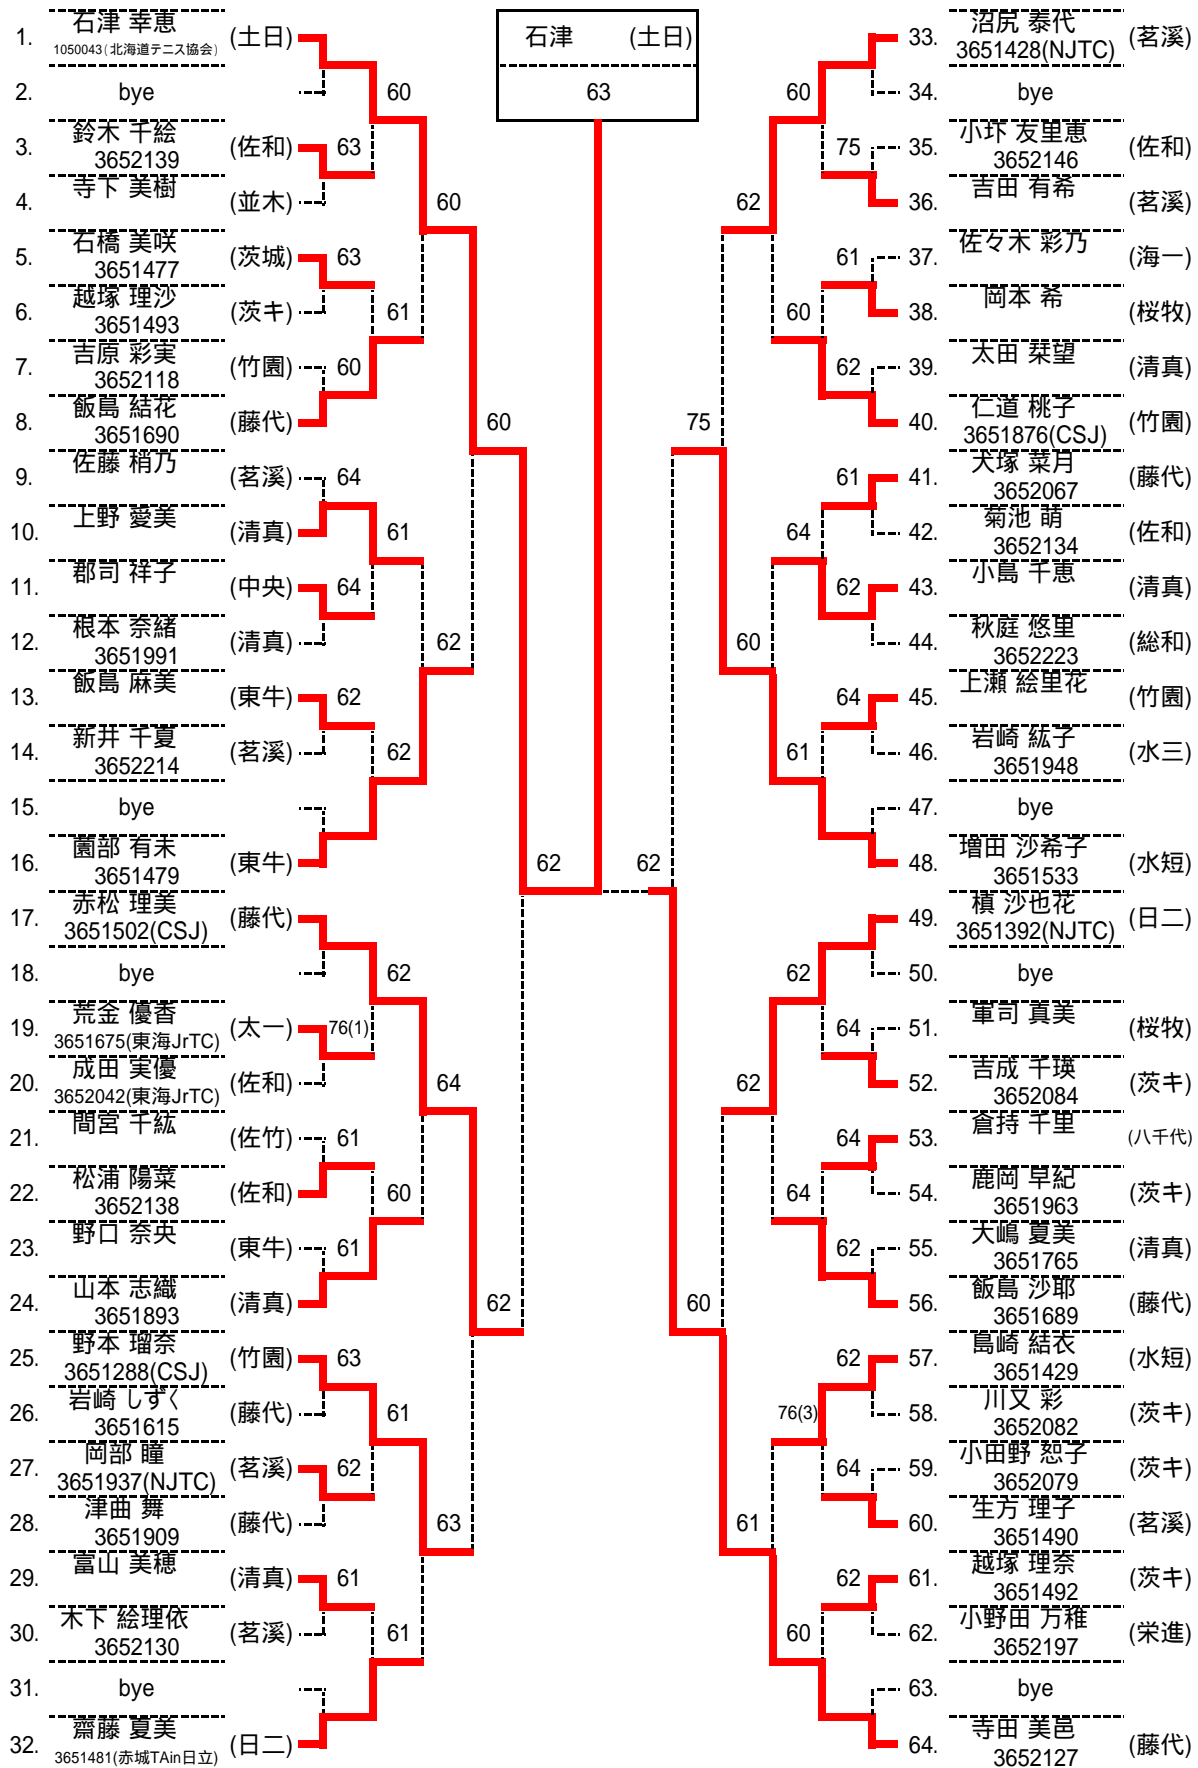 石津 (土日)
63
1. 石津 幸恵 (土日)
1050043(北海道テニス協会)
2. bye
60
3. 鈴木 千絵 (佐和) 63
3652139
4. 寺下 美樹 (並木)
60
5. 石橋 美咲 (茨城) 63
3651477
6. 越塚 理沙 (茨キ)
3651493
61
7. 吉原 彩実 (竹園) 60
3652118
8. 飯島 結花 (藤代)
3651690
60
9. 佐藤 梢乃 (茗溪) 64
10. 上野 愛美 (清真)
61
11. 郡司 祥子 (中央) 64
12. 根本 奈緒 (清真)
3651991
62
13. 飯島 麻美 (東牛) 62
14. 新井 千夏 (茗溪)
3652214
62
15. bye
16. 薗部 有未 (東牛)
3651479
62
17. 赤松 理美 (藤代)
3651502(CSJ)
18. bye
62
19. 荒金 優香 (太一) 76(1)
3651675(東海JrTC)
20. 成田 実優 (佐和)
3652042(東海JrTC)
64
21. 間宮 千紘 (佐竹) 61
22. 松浦 陽菜 (佐和)
3652138
60
23. 野口 奈央 (東牛) 61
24. 山本 志織 (清真)
3651893
62
25. 野本 瑠奈 (竹園) 63
3651288(CSJ)
26. 岩崎 しずく (藤代)
3651615
61
27. 岡部 瞳 (茗溪) 62
3651937(NJTC)
28. 津曲 舞 (藤代)
3651909
63
29. 富山 美穂 (清真) 61
30. 木下 絵理依 (茗溪)
3652130
61
31. bye
32. 齋藤 夏美 (日二)
3651481(赤城TAin日立)
33. 沼尻 泰代 (茗溪)
3651428(NJTC)
34. bye
60
75 35. 小圷 友里恵 (佐和)
3652146
36. 吉田 有希 (茗溪)
62
61 37. 佐々木 彩乃 (海一)
38. 岡本 希 (桜牧)
60
62 39. 太田 栞望 (清真)
40. 仁道 桃子 (竹園)
3651876(CSJ)
75
61 41. 犬塚 菜月 (藤代)
3652067
42. 菊池 萌 (佐和)
3652134
64
62 43. 小島 千恵 (清真)
44. 秋庭 悠里 (総和)
3652223
60
64 45. 上瀬 絵里花 (竹園)
46. 岩崎 紘子 (水三)
3651948
61
47. bye
48. 増田 沙希子 (水短)
3651533
62
49. 槙 沙也花 (日二)
3651392(NJTC)
50. bye
62
64 51. 軍司 真美 (桜牧)
52. 吉成 千瑛 (茨キ)
3652084
62
64 53. 倉持 千里 (八千代)
54. 鹿岡 早紀 (茨キ)
3651963
64
62 55. 大嶋 夏美 (清真)
3651765
56. 飯島 沙耶 (藤代)
3651689
60
62 57. 島崎 結衣 (水短)
3651429
58. 川又 彩 (茨キ)
3652082
76(3)
64 59. 小田野 恕子 (茨キ)
3652079
60. 生方 理子 (茗溪)
3651490
61
62 61. 越塚 理奈 (茨キ)
3651492
62. 小野田 万稚 (栄進)
3652197
60
63. bye
64. 寺田 美邑 (藤代)
3652127